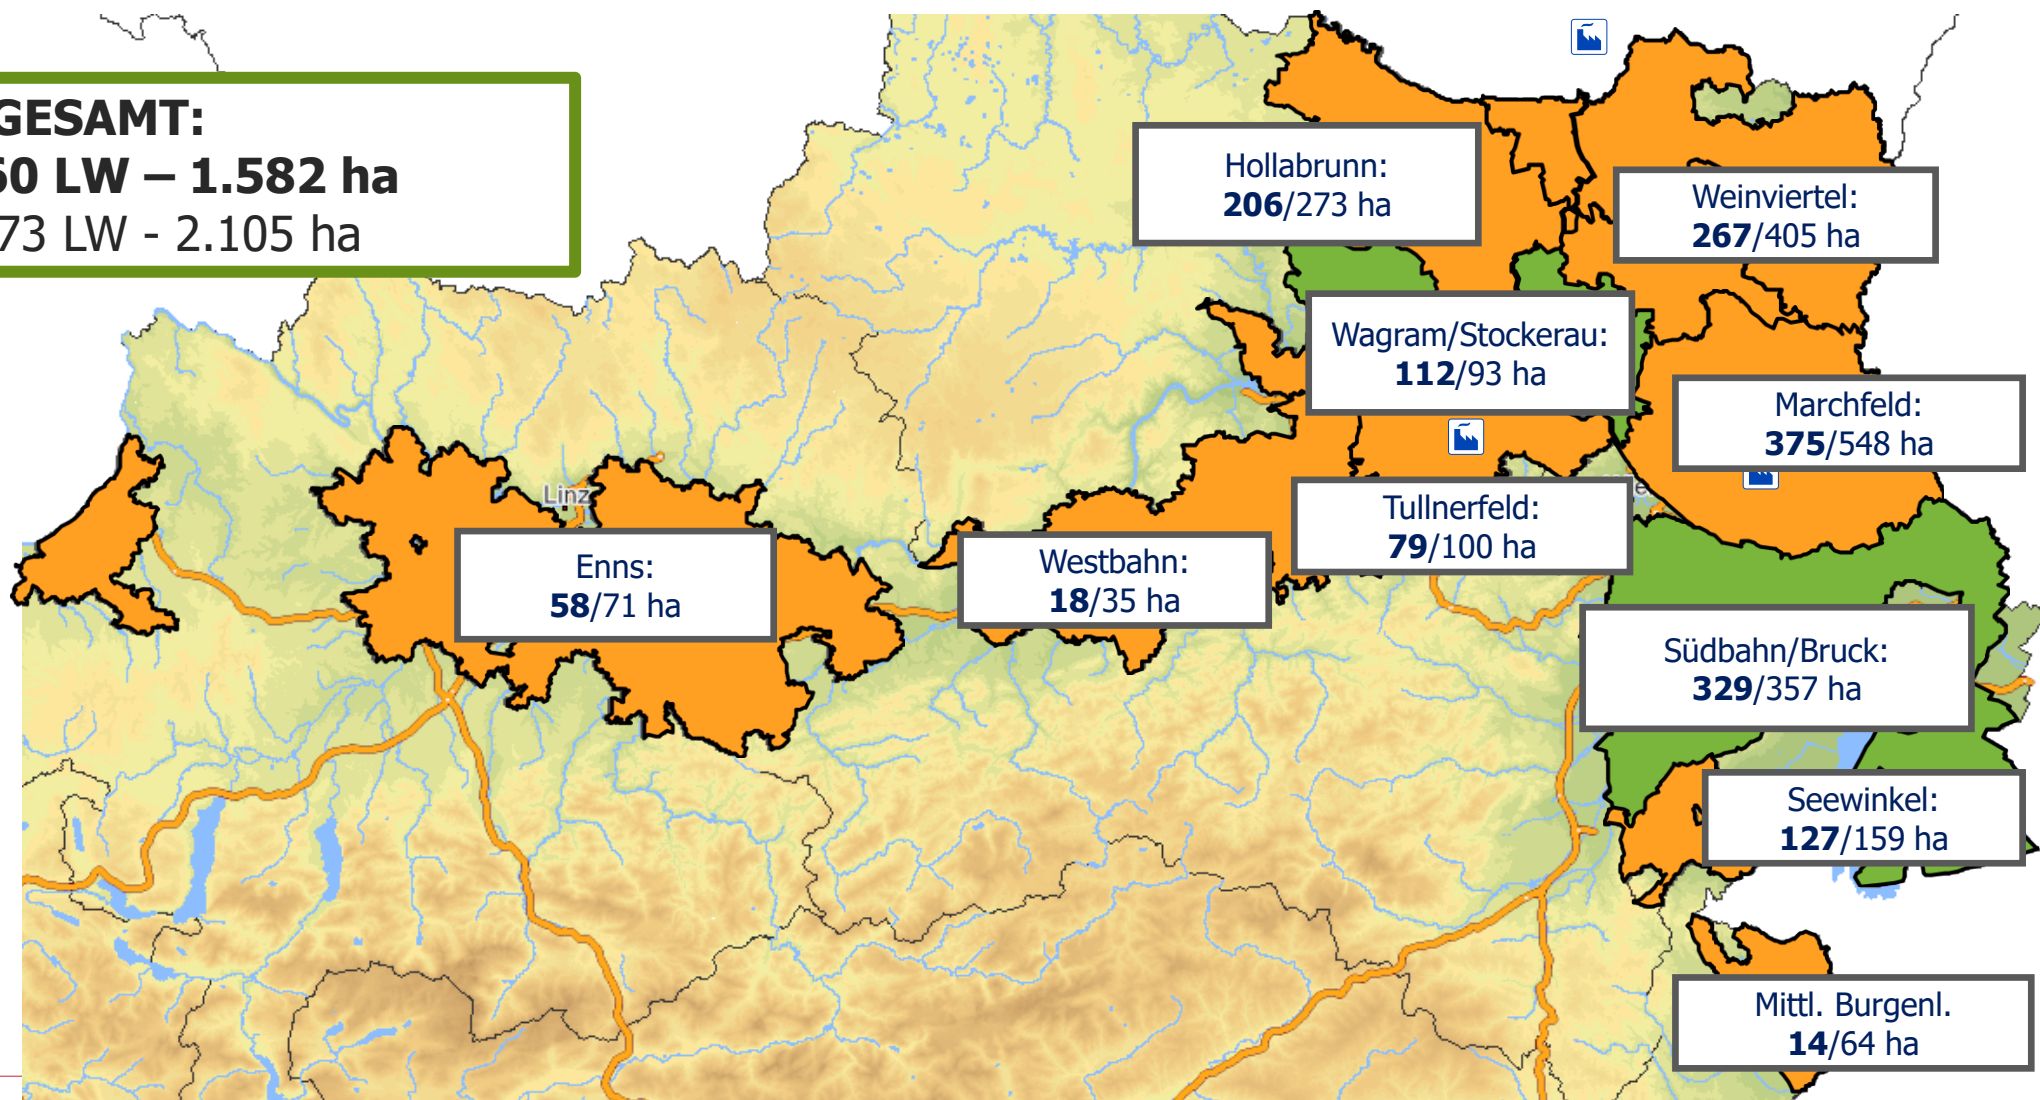 GESAMT:
LW – 1.582 ha
LW - 2.105 ha
Hollabrunn:
206/273 ha
Weinviertel:
267/405 ha
Wagram/Stockerau:
112/93 ha
Marchfeld:
375/548 ha
Linz
Tullnerfeld:
79/100 ha
Enns:
58/71 ha
Westbahn:
18/35 ha
Südbahn/Bruck:
329/357 ha
Seewinkel:
127/159 ha
Mittl. Burgenl.
14/64 ha